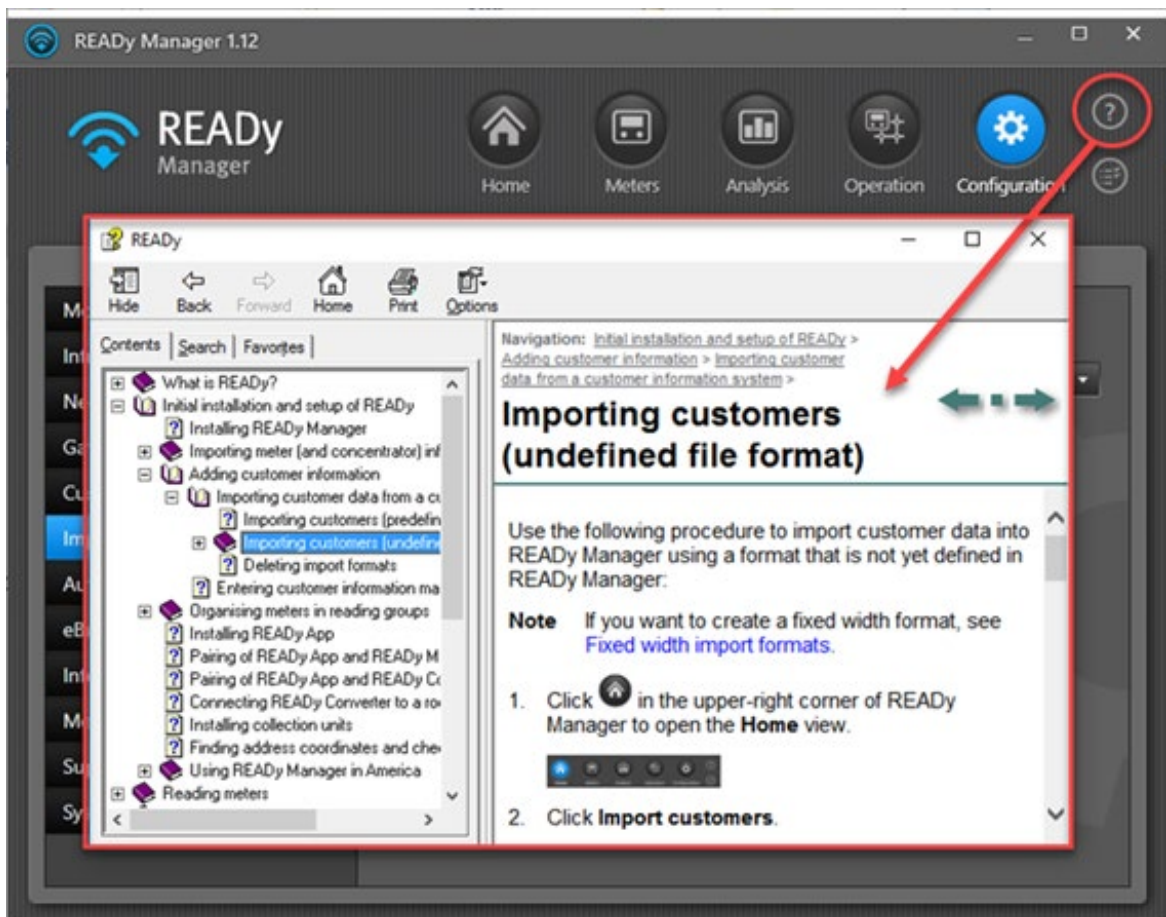 READy Manager 1.12
READy
Manager
Home
Meters
Analysis
Operation
Configuration
READy
Hide
Back
Forward
Home
Print
Options
Contents
Search
Favorites
What is READy?
Initial installation and setup of READy
Installing READy Manager
Importing meter (and concentrator) inf
Adding customer information
Importing customer data from a cu
Importing customers (predefin
Importing customers (undefine
Deleting import formats
Entering customer information ma
Organising meters in reading groups
Installing READy App
Pairing of READy App and READy M
Pairing of READy App and READy Co
Connecting READy Converter to a ro
Installing collection units
Finding address coordinates and che
Using READy Manager in America
Reading meters
Navigation: Initial installation and setup of READy >
Adding customer information > Importing customer
data from a customer information system >
Importing customers
(undefined file format)
Use the following procedure to import customer data into
READy Manager using a format that is not yet defined in
READy Manager:
Note If you want to create a fixed width format, see
Fixed width import formats.
1. Click in the upper-right corner of READy
Manager to open the Home view.
2. Click Import customers.